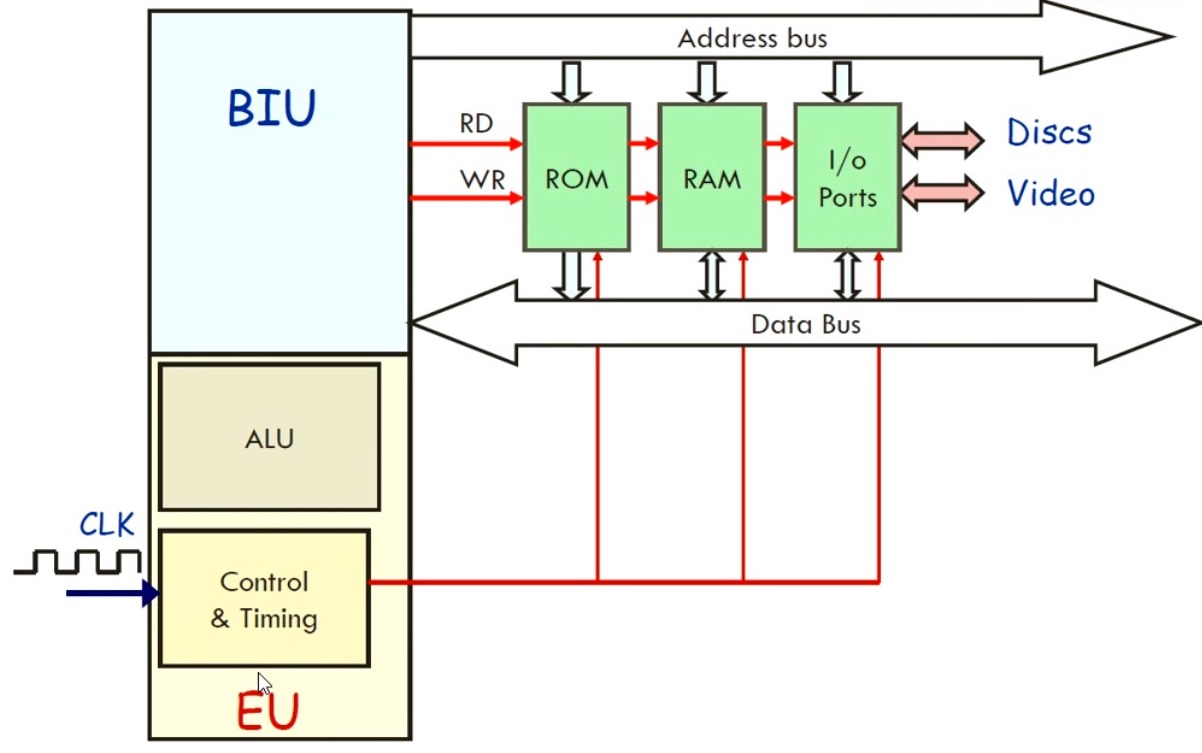 Address bus
BIU
RD
WR
ROM
RAM
I/o
Ports
Discs
Video
Data Bus
ALU
CLK
Control
& Timing
EU